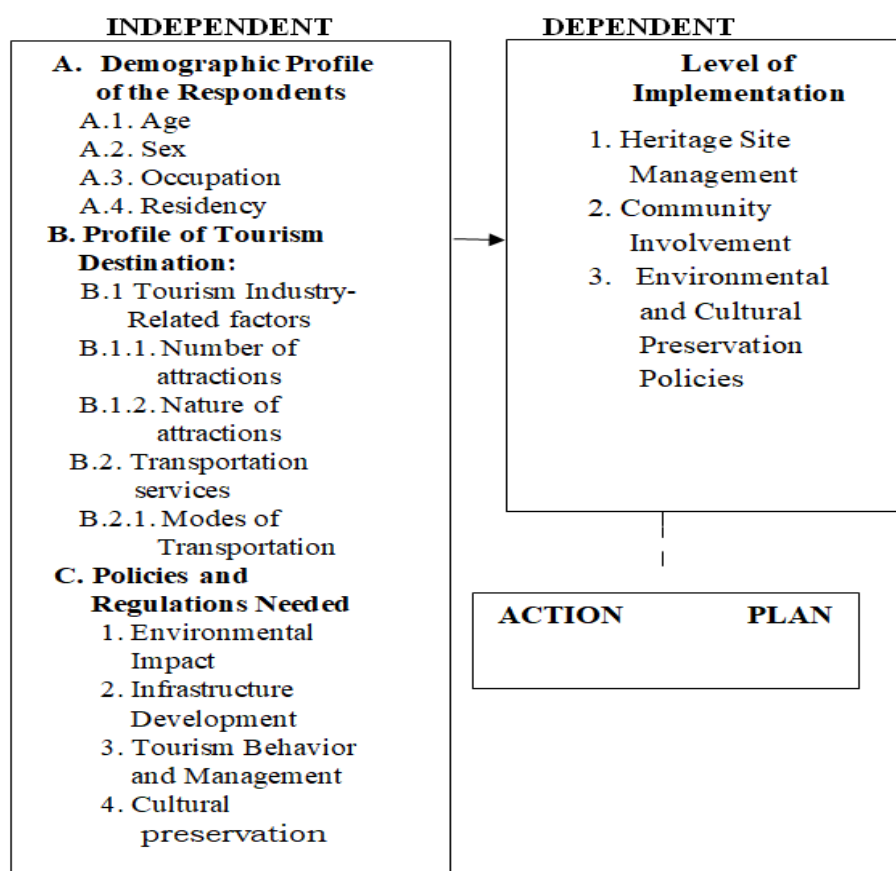 INDEPENDENT
A. Demographic Profile
of the Respondents
A.1. Age
A.2. Sex
A.3. Occupation
A.4. Residency
B. Profile of Tourism
Destination:
B.1 Tourism Industry-
Related factors
B.1.1. Number of
attractions
B.1.2. Nature of
attractions
B.2. Transportation
services
B.2.1. Modes of
Transportation
C. Policies and
Regulations Needed
1. Environmental
Impact
2. Infrastructure
Development
3. Tourism Behavior
and Management
4. Cultural
preservation
DEPENDENT
Level of
Implementation
1. Heritage Site
Management
2. Community
Involvement
3. Environmental
and Cultural
Preservation
Policies
ACTION PLAN